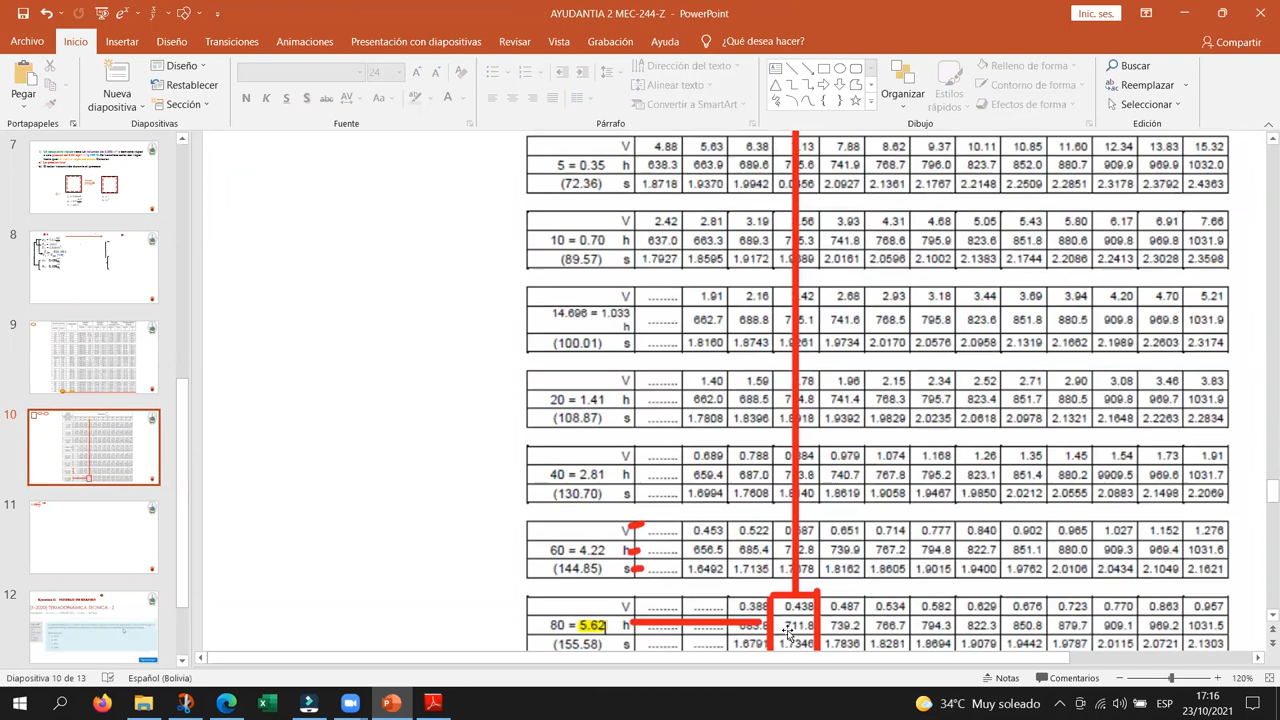 AYUDANTIA 2 MEC-244-Z - PowerPoint
Inic. ses.
Archivo Inicio Insertar Diseño Transiciones Animaciones Presentación con diapositivas Revisar Vista Grabación Ayuda ¿Qué desea hacer? Compartir
Pegar
Nueva diapositiva
Diseño
Restablecer
Sección
24
N K S S abc AV Aa A
Dirección del texto
Alinear texto
Convertir a SmartArt
Organizar
Estilos rápidos
Relleno de forma
Contorno de forma
Efectos de forma
Buscar
Reemplazar
Seleccionar
Portapapeles Diapositivas Fuente Párrafo Dibujo Edición
7
8
9
10
11
12
V 4.88 5.63 6.38 .13 7.88 8.62 9.37 10.11 10.85 11.60 12.34 13.83 15.32
5 = 0.35 h 638.3 663.9 689.6 5.6 741.9 768.7 796.0 823.7 852.0 880.7 909.9 969.9 1032.0
(72.36) s 1.8718 1.9370 1.9942 2.0927 2.1361 2.1767 2.2148 2.2509 2.2851 2.3178 2.3792 2.4363
V 2.42 2.81 3.19 .56 3.93 4.31 4.68 5.05 5.43 5.80 6.17 6.91 7.66
10 = 0.70 h 637.0 663.3 689.3 5.3 741.8 768.6 795.9 823.6 851.8 880.6 909.8 969.8 1031.9
(89.57) s 1.7927 1.8595 1.9172 2.0161 2.0596 2.1002 2.1383 2.1744 2.2086 2.2413 2.3028 2.3598
V ........ 1.91 2.16 .42 2.68 2.93 3.18 3.44 3.69 3.94 4.20 4.70 5.21
14.696 = 1.033
h ........ 662.7 688.8 5.1 741.6 768.5 795.8 823.6 851.8 880.5 909.8 969.8 1031.9
(100.01) s ........ 1.8160 1.8743 1.9734 2.0170 2.0576 2.0958 2.1319 2.1662 2.1989 2.2603 2.3174
V ........ 1.40 1.59 .78 1.96 2.15 2.34 2.52 2.71 2.90 3.08 3.46 3.83
20 = 1.41 h ........ 662.0 688.5 4.8 741.4 768.3 795.7 823.4 851.7 880.5 909.7 969.7 1031.9
(108.87) s ........ 1.7808 1.8396 1.9392 1.9829 2.0230 2.0618 2.0978 2.1321 2.1648 2.2263 2.2834
V ........ 0.689 0.788 0.979 1.074 1.168 1.26 1.35 1.45 1.54 1.73 1.91
40 = 2.81 h ........ 659.4 687.0 3.8 740.7 767.8 795.2 823.1 851.4 880.2 9909.5 969.6 1031.7
(130.70) s ........ 1.6994 1.7608 1.8619 1.9058 1.9467 1.9850 2.0212 2.0555 2.0883 2.1498 2.2069
V ........ 0.453 0.522 0.651 0.714 0.777 0.840 0.902 0.965 1.027 1.152 1.276
60 = 4.22 h ........ 656.5 685.4 2.8 739.9 767.2 794.8 822.7 851.1 880.0 909.3 969.4 1031.6
(144.85) s ........ 1.6492 1.7135 1.8162 1.8605 1.9015 1.9400 1.9762 2.0106 2.0434 2.1049 2.1621
V ........ ........ 0.388 0.438 0.487 0.534 0.582 0.629 0.676 0.723 0.770 0.863 0.957
80 = 5.62 h ........ ........ 711.8 739.2 766.7 794.3 822.3 850.8 879.7 909.1 969.2 1031.5
(155.58) s ........ ........ 1.6791 1.7346 1.7836 1.8281 1.8694 1.9079 1.9442 1.9787 2.0115 2.0721 2.1303
Diapositiva 10 de 13 Español (Bolivia) Notas Comentarios 120%
34°C Muy soleado ESP 17:16
23/10/2021